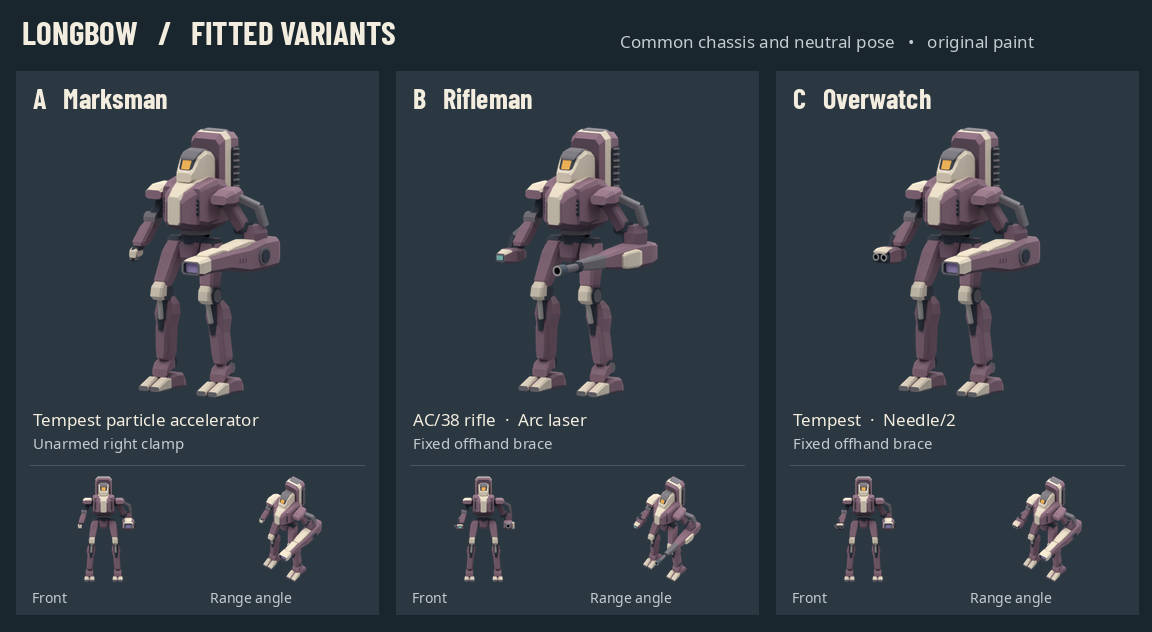 LONGBOW / FITTED VARIANTS
Common chassis and neutral pose • original paint
A Marksman
Tempest particle accelerator
Unarmed right clamp
Front
Range angle
B Rifleman
AC/38 rifle · Arc laser
Fixed offhand brace
Front
Range angle
C Overwatch
Tempest · Needle/2
Fixed offhand brace
Front
Range angle